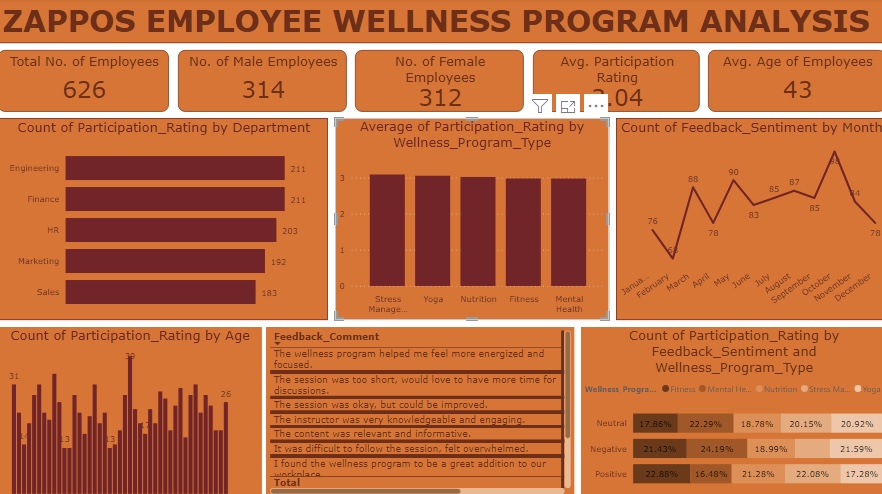 ZAPPOS EMPLOYEE WELLNESS PROGRAM ANALYSIS
Total No. of Employees
626
No. of Male Employees
314
No. of Female
Employees
312
Avg. Participation
Rating
.04
Avg. Age of Employees
43
Count of Participation_Rating by Department
Engineering 211
Finance 211
HR 203
Marketing 192
Sales 183
Average of Participation_Rating by
Wellness_Program_Type
3
2
1
0
Stress
Manage...
Yoga
Nutrition
Fitness
Mental
Health
Count of Feedback_Sentiment by Month
76
88
78
90
83
85
87
85
78
Janua...
February
March
April
May
June
July
August
September
October
November
December
Count of Participation_Rating by Age
31
13
39
13
26
Feedback_Comment
The wellness program helped me feel more energized and
focused.
The session was too short, would love to have more time for
discussions.
The session was okay, but could be improved.
The instructor was very knowledgeable and engaging.
The content was relevant and informative.
It was difficult to follow the session, felt overwhelmed.
I found the wellness program to be a great addition to our
workplace.
Total
Count of Participation_Rating by
Feedback_Sentiment and
Wellness_Program_Type
Wellness Progra... Fitness Mental He... Nutrition Stress Ma... Yoga
Neutral 17.86% 22.29% 18.78% 20.15% 20.92%
Negative 21.43% 24.19% 18.99% 21.59%
Positive 22.88% 16.48% 21.28% 22.08% 17.28%